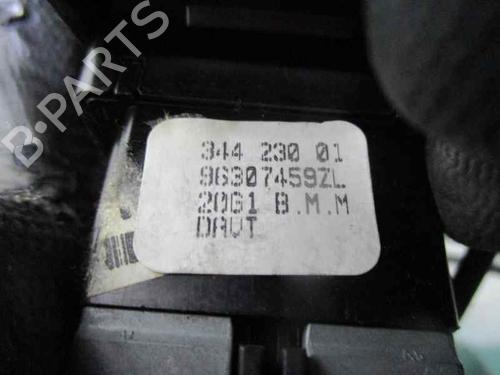 B-PARTS
344 230 01
96307459ZL
20G1 B.M.M
DAVT